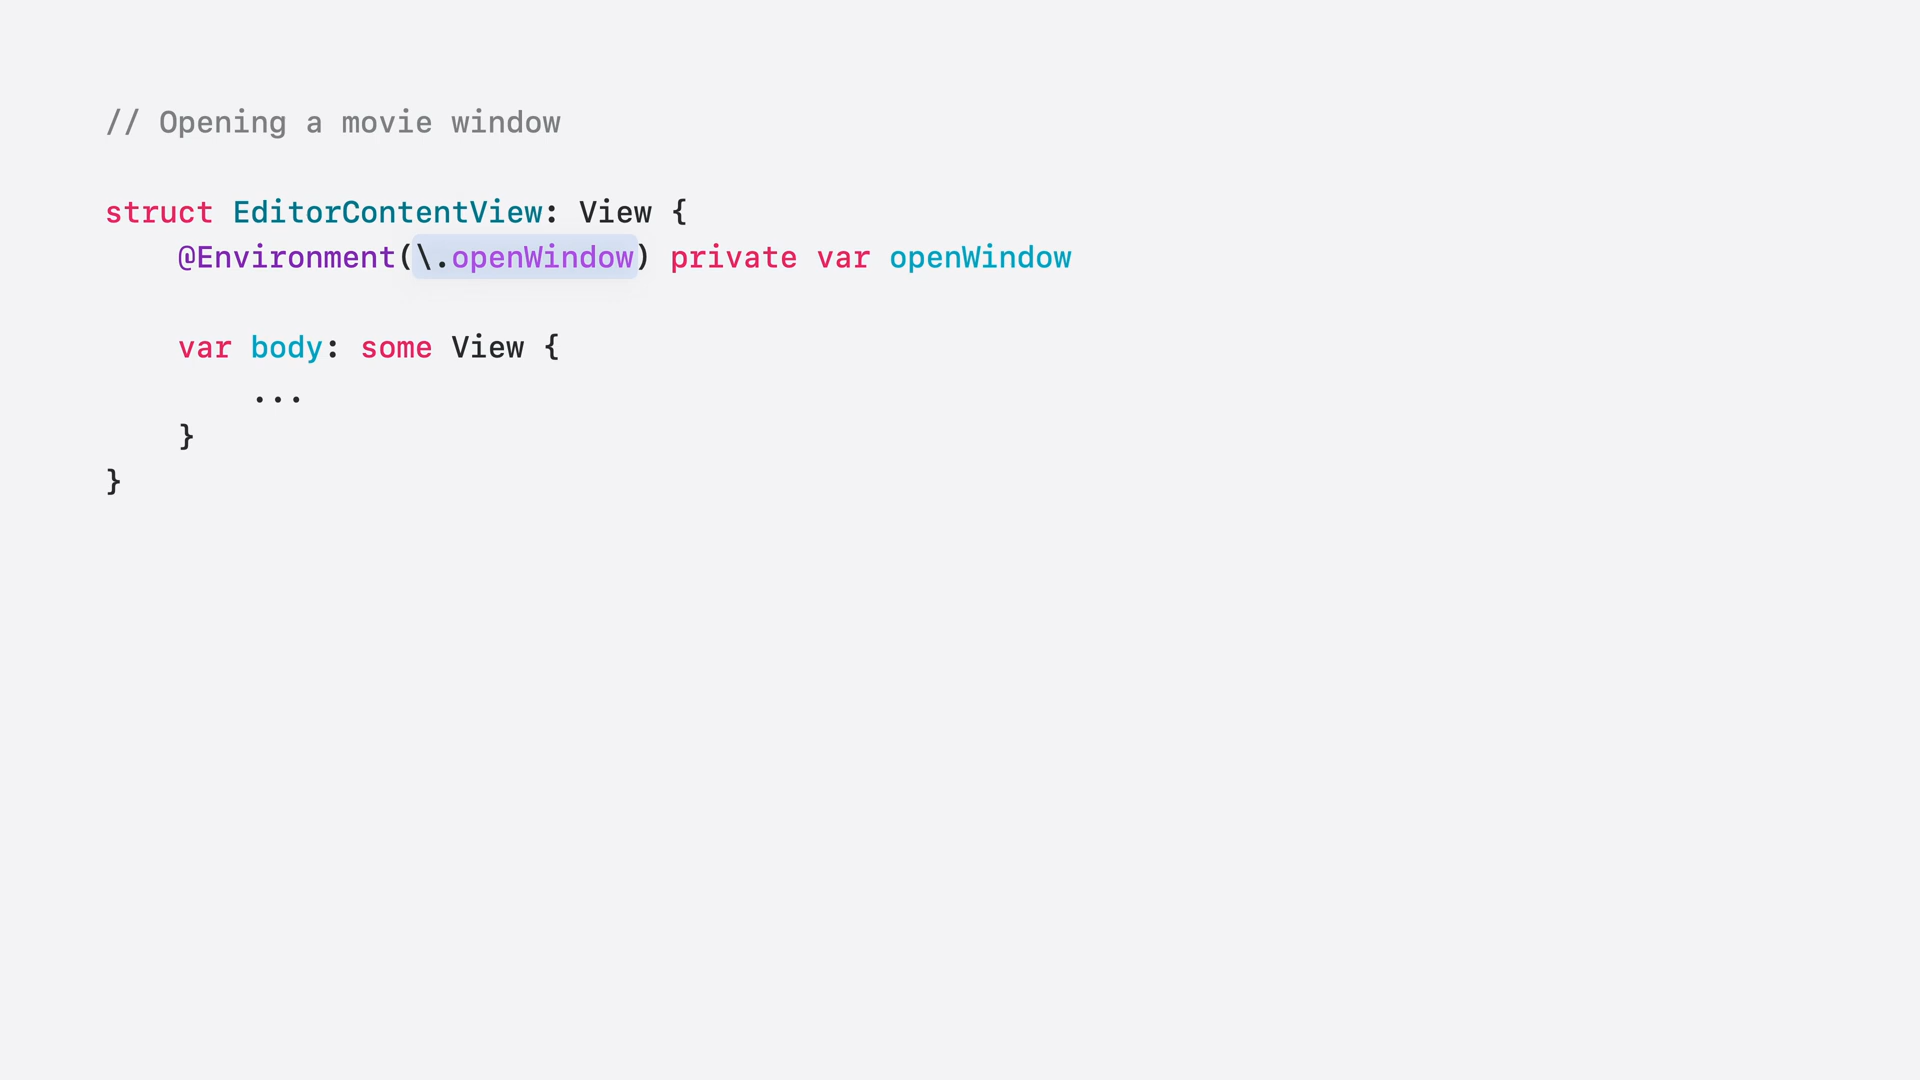 // Opening a movie window
struct EditorContentView: View {
    @Environment(\.openWindow) private var openWindow
    var body: some View {
        ...
    }
}